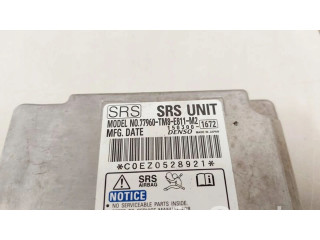 SRS SRS UNIT
MODEL NO.77960-TM8-E811-M2
MFG. DATE DENSO 1672
*C0EZ0528921*
SRS
AIRBAG
NOTICE
NO SERVICEABLE PARTS INSIDE.